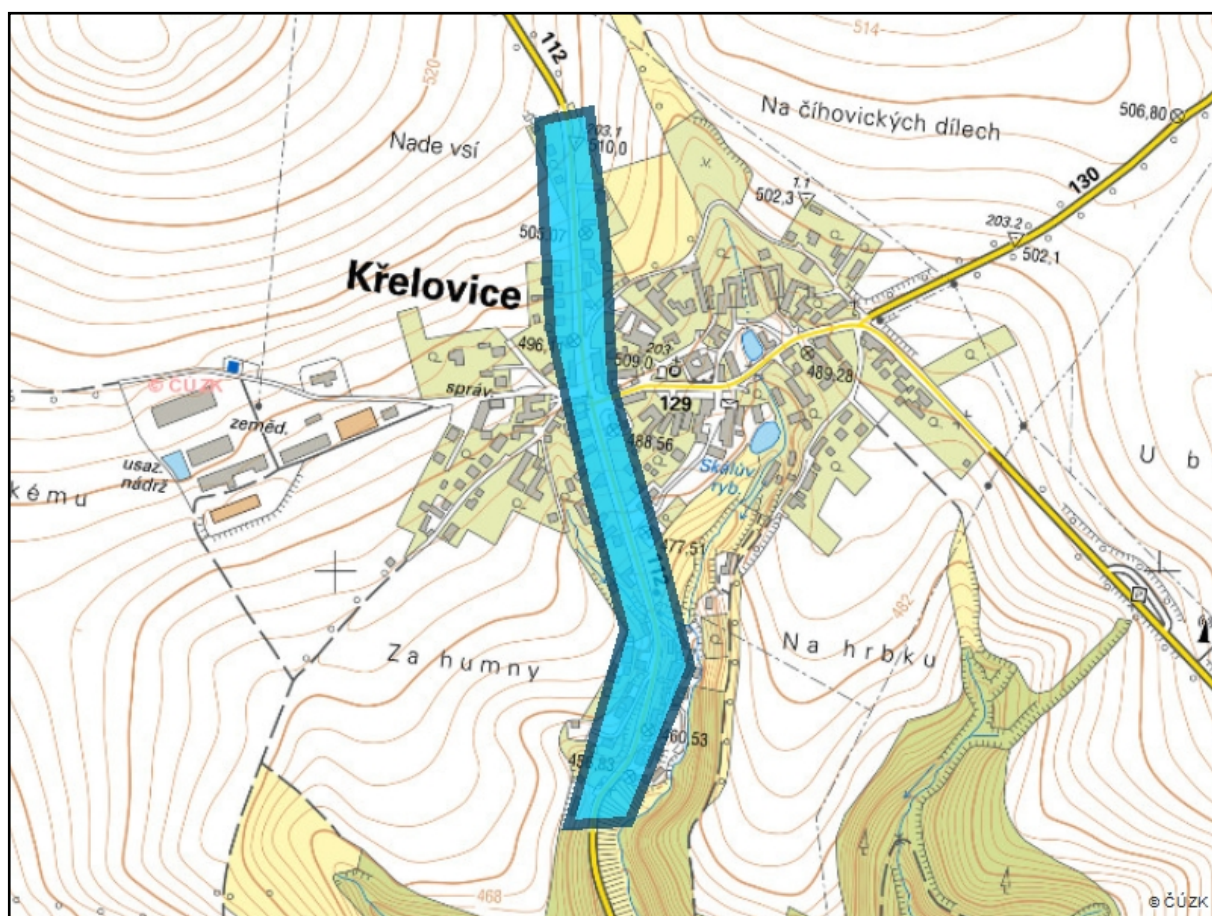 514
112
520
Na číhovických dílech
506,80
Nade vsí
203.1
510,0
130
1.1
502,3
203.2
502,1
505,07
Křelovice
496,
203
509,0
489,28
© ČÚZK
správ.
129
zeměd.
488,56
usaz.
nádrž
Skalův
ryb.
U b
kému
477,51
112
482
Za humny
Na hrbku
460,53
468
© ČÚZK